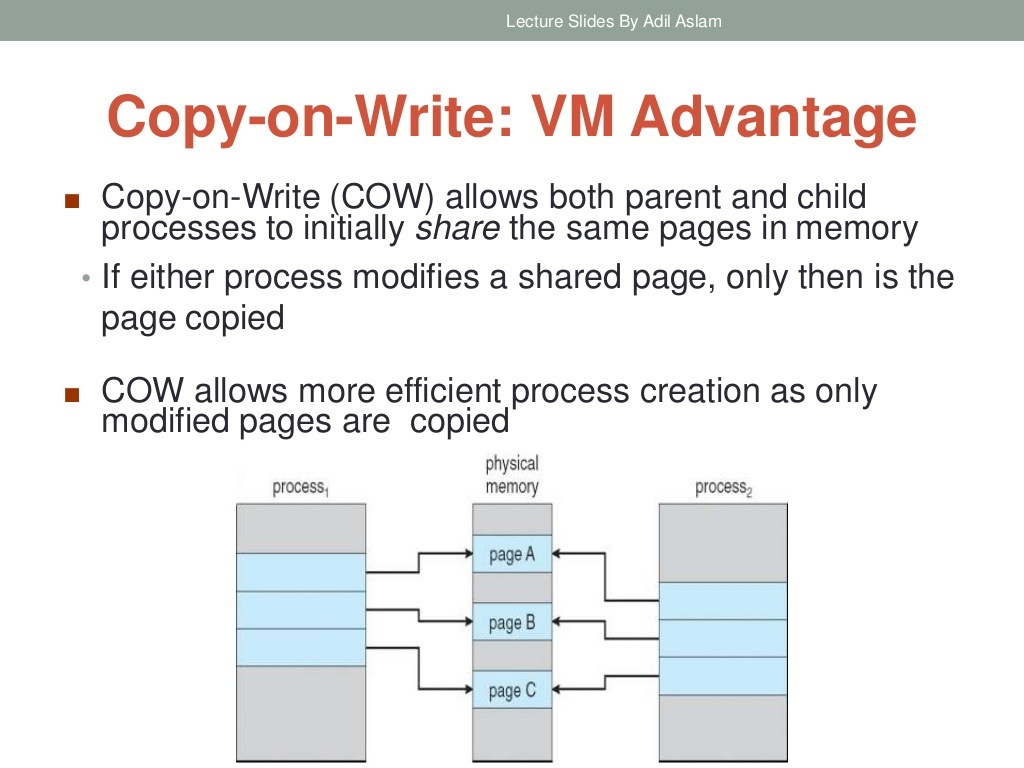 Lecture Slides By Adil Aslam
Copy-on-Write: VM Advantage
■ Copy-on-Write (COW) allows both parent and child
processes to initially share the same pages in memory
• If either process modifies a shared page, only then is the
page copied
■ COW allows more efficient process creation as only
modified pages are  copied
process₁
physical
memory
process₂
page A
page B
page C